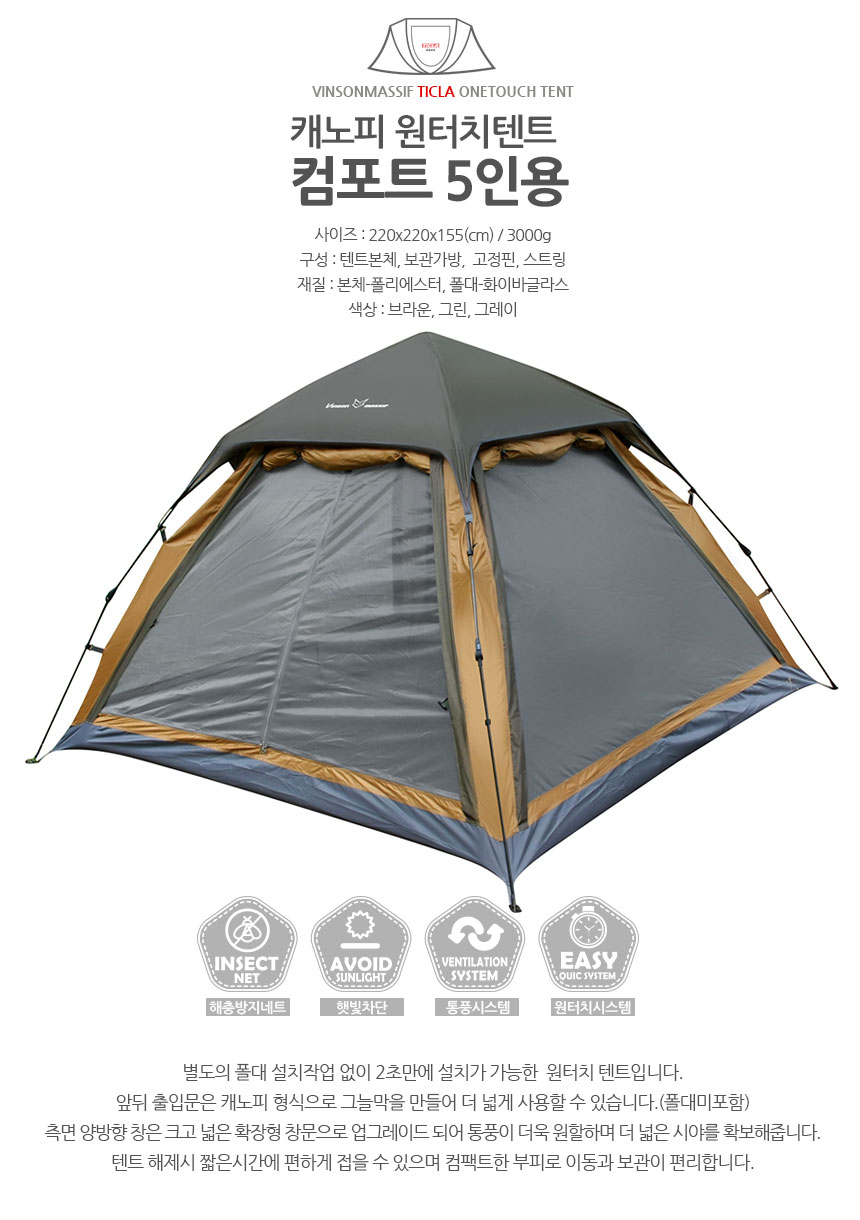 TICLA
VINSONMASSIF TICLA ONETOUCH TENT
캐노피 원터치텐트
컴포트 5인용
사이즈 : 220x220x155(cm) / 3000g
구성 : 텐트본체, 보관가방, 고정핀, 스트링
재질 : 본체-폴리에스터, 폴대-화이바글라스
색상 : 브라운, 그린, 그레이
VINSON MASSIF
INSECT NET
AVOID SUNLIGHT
VENTILATION SYSTEM
EASY QUIC SYSTEM
해충방지네트
햇빛차단
통풍시스템
원터치시스템
별도의 폴대 설치작업 없이 2초만에 설치가 가능한 원터치 텐트입니다.
앞뒤 출입문은 캐노피 형식으로 그늘막을 만들어 더 넓게 사용할 수 있습니다.(폴대미포함)
측면 양방향 창은 크고 넓은 확장형 창문으로 업그레이드 되어 통풍이 더욱 원할하며 더 넓은 시야를 확보해줍니다.
텐트 해제시 짧은시간에 편하게 접을 수 있으며 컴팩트한 부피로 이동과 보관이 편리합니다.